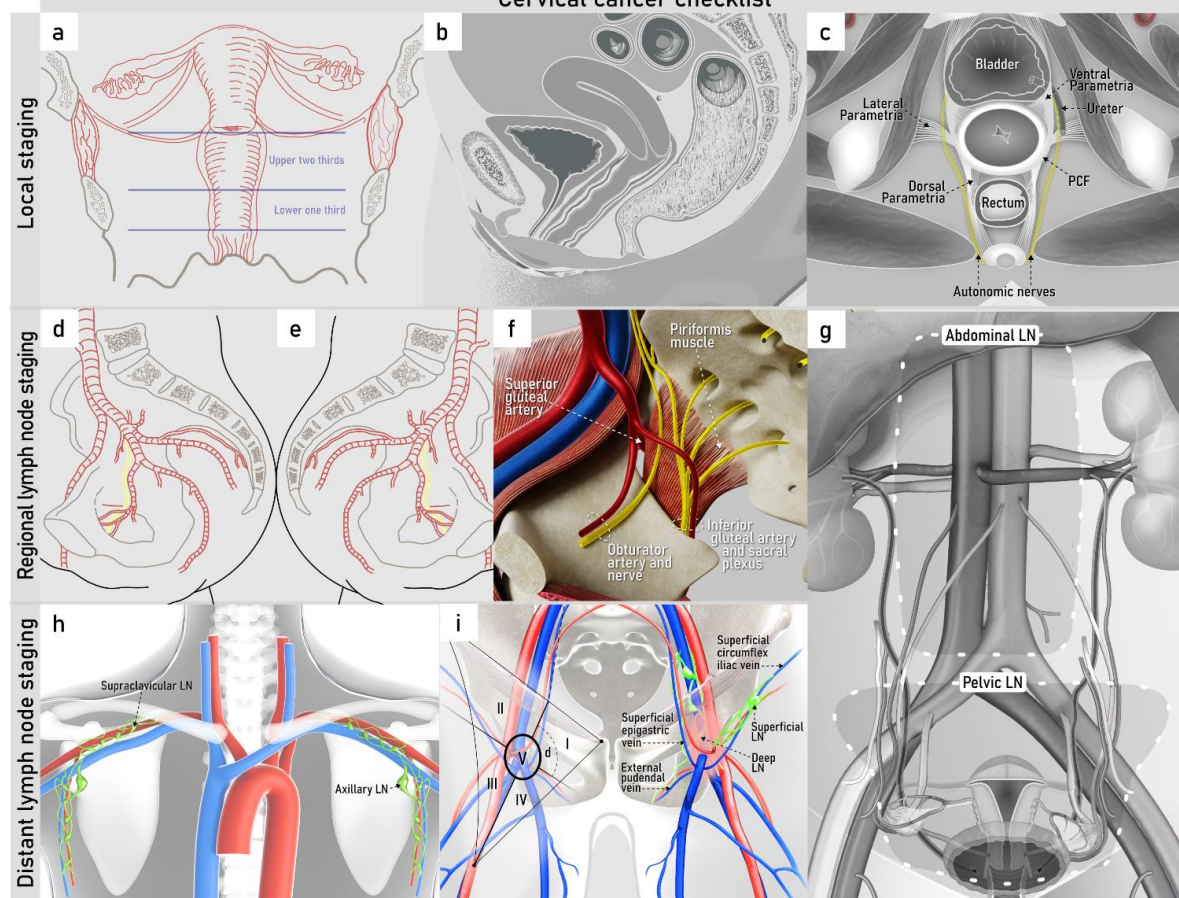 Cervical cancer checklist
Local staging
a
Upper two thirds
Lower one third
b
c
Bladder
Ventral
Parametria
Ureter
Lateral
Parametria
PCF
Dorsal
Parametria
Rectum
Autonomic nerves
Regional lymph node staging
d
e
f
Piriformis
muscle
Superior
gluteal
artery
Obturator
artery and
nerve
Inferior
gluteal artery
and sacral
plexus
g
Abdominal LN
Pelvic LN
Distant lymph node staging
h
Supraclavicular LN
Axillary LN
i
Superficial
circumflex
iliac vein
II
I
Superficial
epigastric
vein
Superficial
LN
V
d
Deep
LN
External
pudendal
vein
III
IV